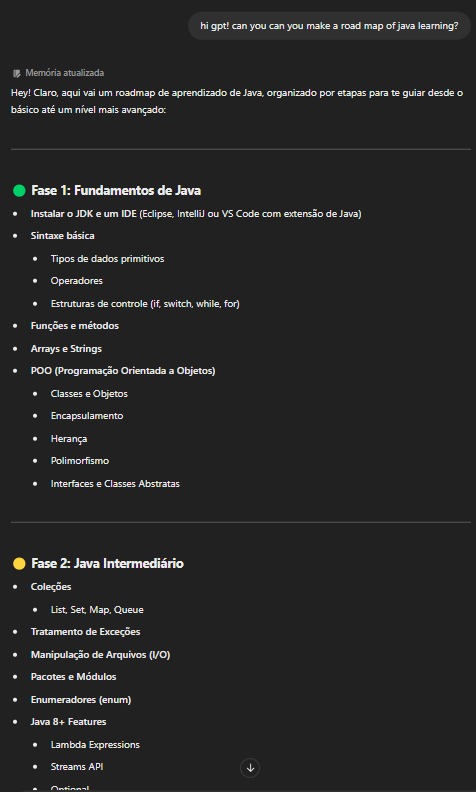 hi gpt! can you can you make a road map of java learning?
Memória atualizada
Hey! Claro, aqui vai um roadmap de aprendizado de Java, organizado por etapas para te guiar desde o
básico até um nível mais avançado:
Fase 1: Fundamentos de Java
Instalar o JDK e um IDE (Eclipse, IntelliJ ou VS Code com extensão de Java)
Sintaxe básica
Tipos de dados primitivos
Operadores
Estruturas de controle (if, switch, while, for)
Funções e métodos
Arrays e Strings
POO (Programação Orientada a Objetos)
Classes e Objetos
Encapsulamento
Herança
Polimorfismo
Interfaces e Classes Abstratas
Fase 2: Java Intermediário
Coleções
List, Set, Map, Queue
Tratamento de Exceções
Manipulação de Arquivos (I/O)
Pacotes e Módulos
Enumeradores (enum)
Java 8+ Features
Lambda Expressions
Streams API
Optional